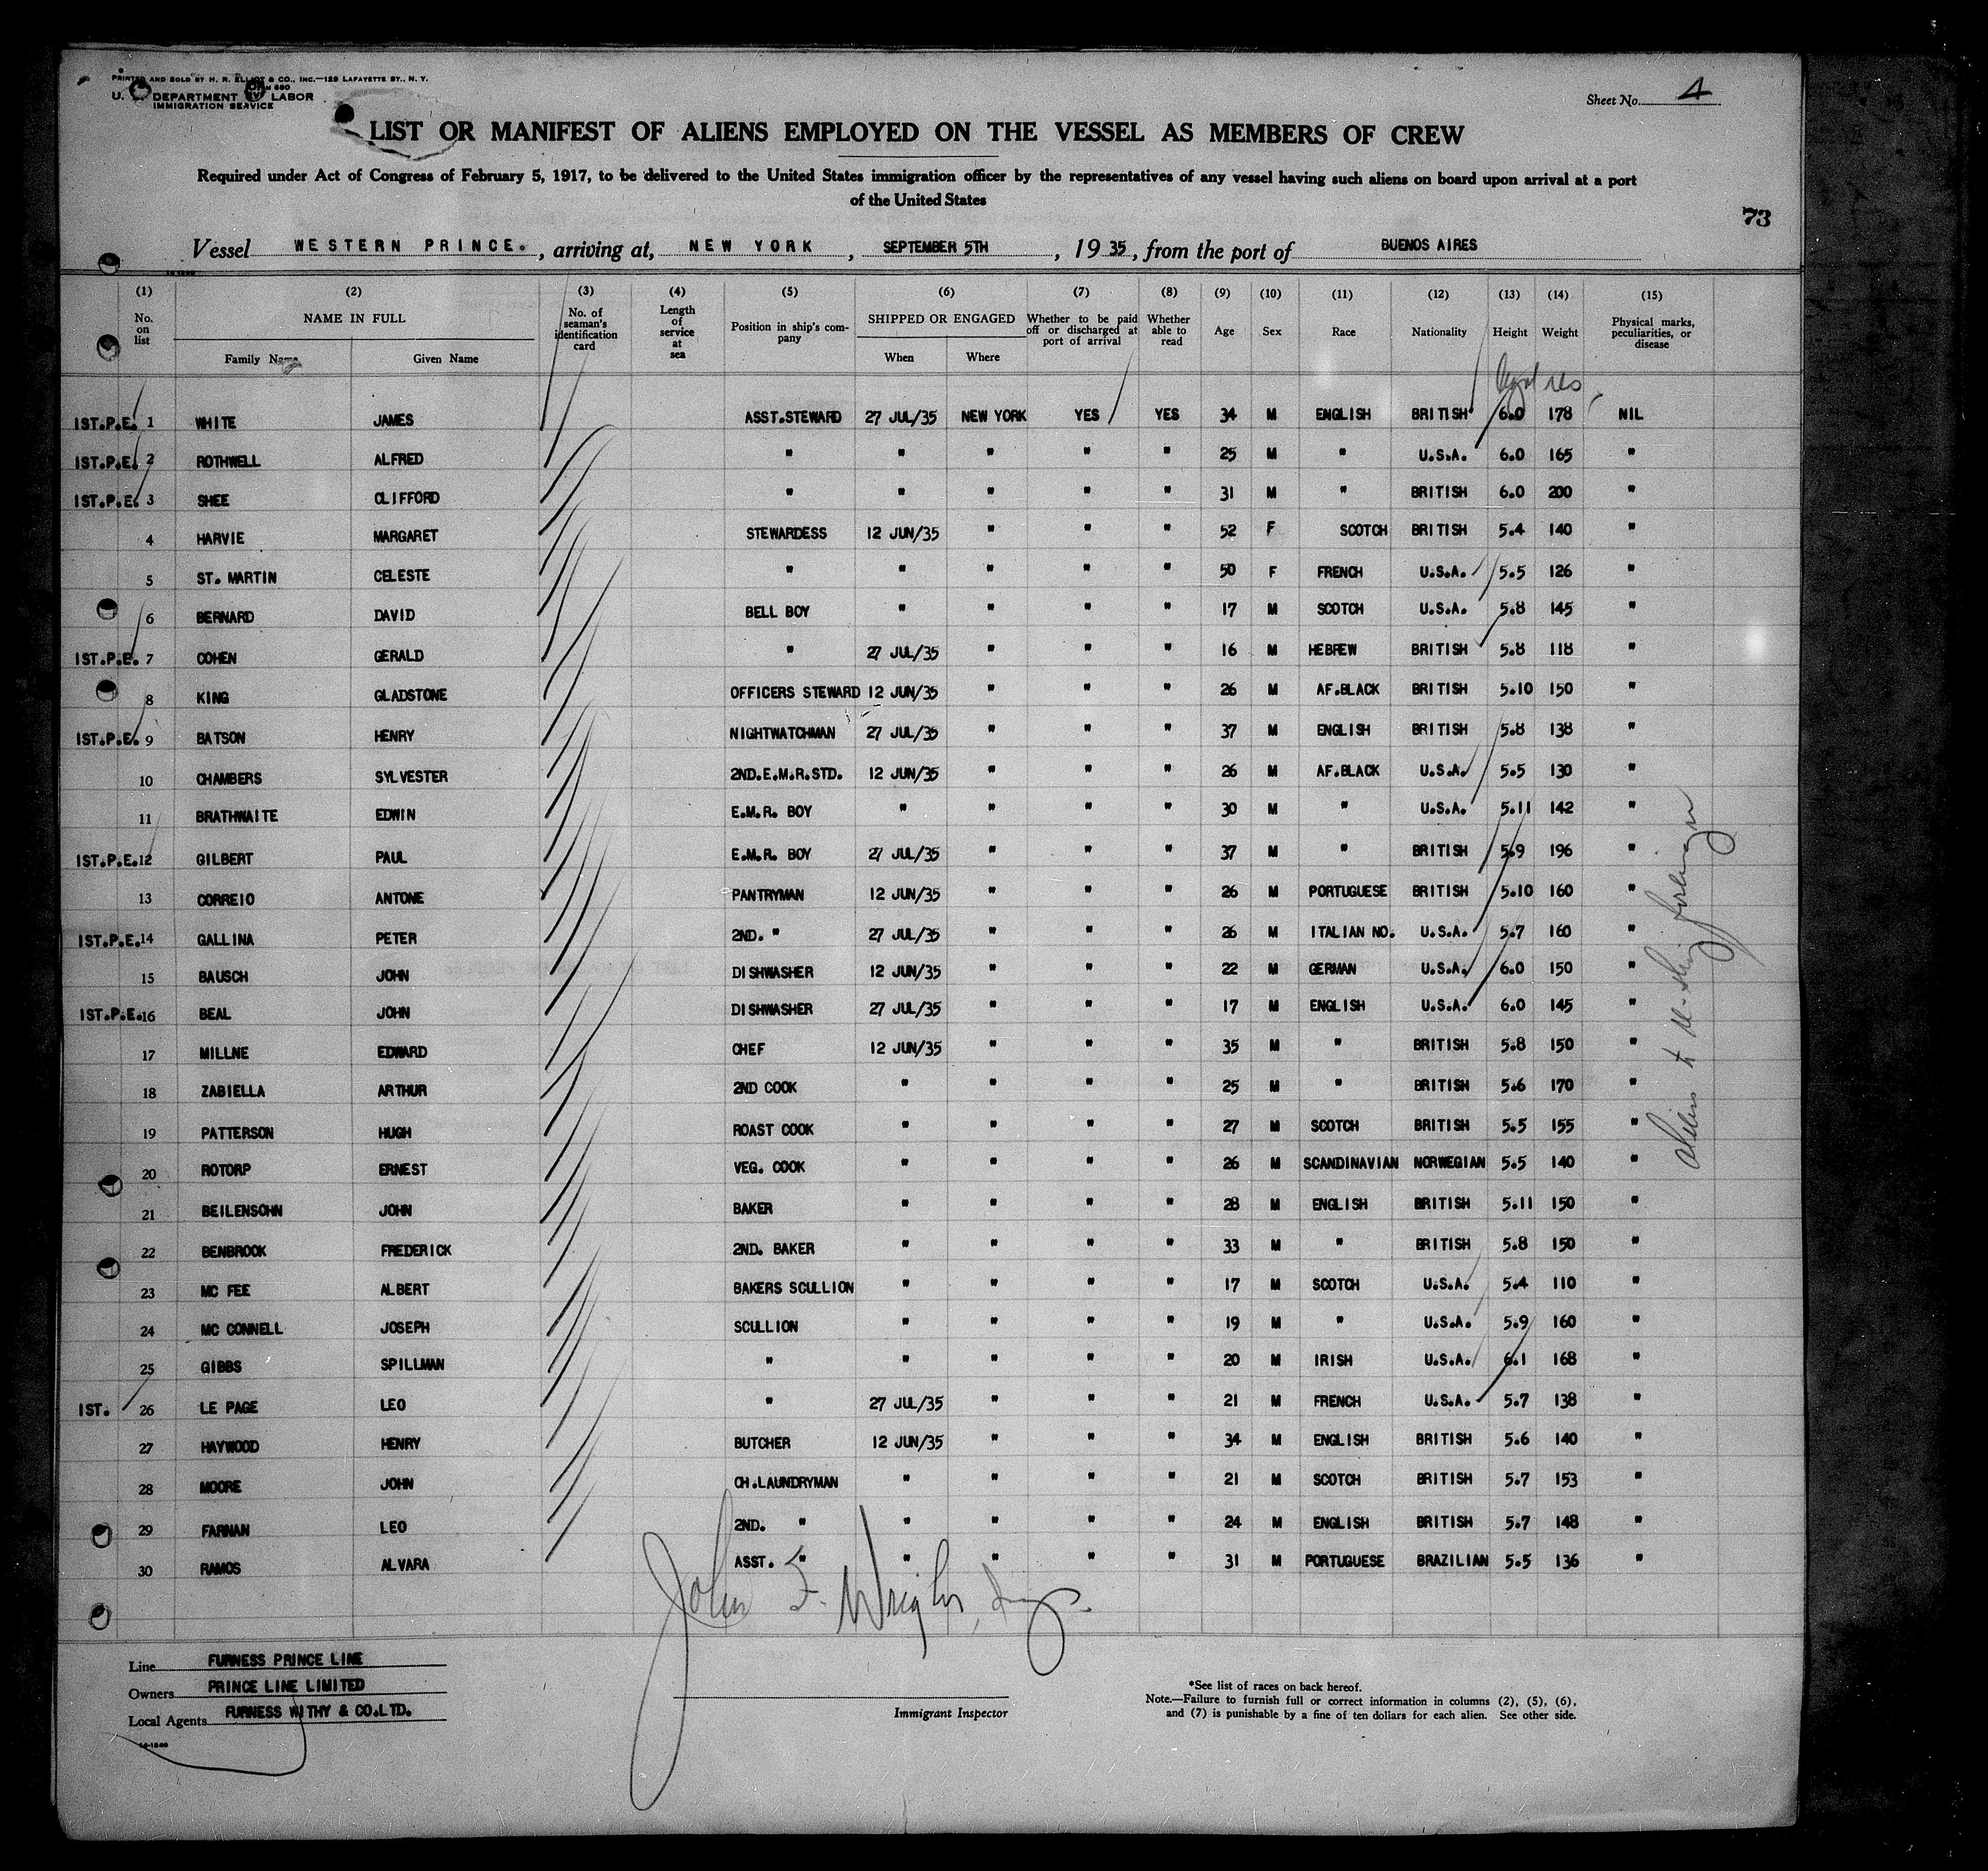 PRINTED AND SOLD BY H. R. ELLIOT & CO., INC.—129 LAFAYETTE ST., N. Y.
U. DEPARTMENT LABOR
IMMIGRATION SERVICE
Sheet No. 4
LIST OR MANIFEST OF ALIENS EMPLOYED ON THE VESSEL AS MEMBERS OF CREW
Required under Act of Congress of February 5, 1917, to be delivered to the United States immigration officer by the representatives of any vessel having such aliens on board upon arrival at a port
of the United States
73
Vessel WESTERN PRINCE. , arriving at, NEW YORK , SEPTEMBER 5TH , 19 35, from the port of BUENOS AIRES
(1) (2) (3) (4) (5) (6) (7) (8) (9) (10) (11) (12) (13) (14) (15)
No. on list NAME IN FULL Family Name Given Name No. of seaman's identification card Length of service at sea Position in ship's company SHIPPED OR ENGAGED When Where Whether to be paid off or discharged at port of arrival Whether able to read Age Sex Race Nationality Height Weight Physical marks, peculiarities, or disease
1ST.P.E. 1 WHITE JAMES ASST.STEWARD 27 JUL/35 NEW YORK YES YES 34 M ENGLISH BRITISH 6.0 178 NIL
1ST.P.E. 2 ROTHWELL ALFRED " " " " " 25 M " U.S.A. 6.0 165 "
1ST.P.E. 3 SHEE CLIFFORD " " " " " 31 M " BRITISH 6.0 200 "
4 HARVIE MARGARET STEWARDESS 12 JUN/35 " " " 52 F SCOTCH BRITISH 5.4 140 "
5 ST. MARTIN CELESTE " " " " " 50 F FRENCH U.S.A. 5.5 126 "
6 BERNARD DAVID BELL BOY " " " " 17 M SCOTCH U.S.A. 5.8 145 "
1ST.P.E. 7 COHEN GERALD " 27 JUL/35 " " " 16 M HEBREW BRITISH 5.8 118 "
8 KING GLADSTONE OFFICERS STEWARD 12 JUN/35 " " " 26 M AF.BLACK BRITISH 5.10 150 "
1ST.P.E. 9 BATSON HENRY NIGHTWATCHMAN 27 JUL/35 " " " 37 M ENGLISH BRITISH 5.8 138 "
10 CHAMBERS SYLVESTER 2ND.E.M.R.STD. 12 JUN/35 " " " 26 M AF.BLACK U.S.A. 5.5 130 "
11 BRATHWAITE EDWIN E.M.R. BOY " " " " 30 M " U.S.A. 5.11 142 "
1ST.P.E. 12 GILBERT PAUL E.M.R. BOY 27 JUL/35 " " " 37 M " BRITISH 5.9 196 "
13 CORREIO ANTONE PANTRYMAN 12 JUN/35 " " " 26 M PORTUGUESE BRITISH 5.10 160 "
1ST.P.E. 14 GALLINA PETER 2ND. " 27 JUL/35 " " " 26 M ITALIAN NO. U.S.A. 5.7 160 "
15 BAUSCH JOHN DISHWASHER 12 JUN/35 " " " 22 M GERMAN U.S.A. 6.0 150 "
1ST.P.E. 16 BEAL JOHN DISHWASHER 27 JUL/35 " " " 17 M ENGLISH U.S.A. 6.0 145 "
17 MILLNE EDWARD CHEF 12 JUN/35 " " " 35 M " BRITISH 5.8 150 "
18 ZABIELLA ARTHUR 2ND COOK " " " " 25 M " BRITISH 5.6 170 "
19 PATTERSON HUGH ROAST COOK " " " " 27 M SCOTCH BRITISH 5.5 155 "
20 ROTORP ERNEST VEG. COOK " " " " 26 M SCANDINAVIAN NORWEGIAN 5.5 140 "
21 BEILENSOHN JOHN BAKER " " " " 28 M ENGLISH BRITISH 5.11 150 "
22 BENBROOK FREDERICK 2ND. BAKER " " " " 33 M " BRITISH 5.8 150 "
23 MC FEE ALBERT BAKERS SCULLION " " " " 17 M SCOTCH U.S.A. 5.4 110 "
24 MC CONNELL JOSEPH SCULLION " " " " 19 M " U.S.A. 5.9 160 "
25 GIBBS SPILLMAN " " " " " 20 M IRISH U.S.A. 6.1 168 "
1ST. 26 LE PAGE LEO " 27 JUL/35 " " " 21 M FRENCH U.S.A. 5.7 138 "
27 HAYWOOD HENRY BUTCHER 12 JUN/35 " " " 34 M ENGLISH BRITISH 5.6 140 "
28 MOORE JOHN CH.LAUNDRYMAN " " " " 21 M SCOTCH BRITISH 5.7 153 "
29 FARNAN LEO 2ND. " " " " " 24 M ENGLISH BRITISH 5.7 148 "
30 RAMOS ALVARA ASST. " " " " " 31 M PORTUGUESE BRAZILIAN 5.5 136 "
John F. Wright, Insp.
Line FURNESS PRINCE LINE
Owners PRINCE LINE LIMITED
Local Agents FURNESS WITHY & CO.LTD.
Immigrant Inspector
*See list of races on back hereof.
Note.—Failure to furnish full or correct information in columns (2), (5), (6),
and (7) is punishable by a fine of ten dollars for each alien. See other side.